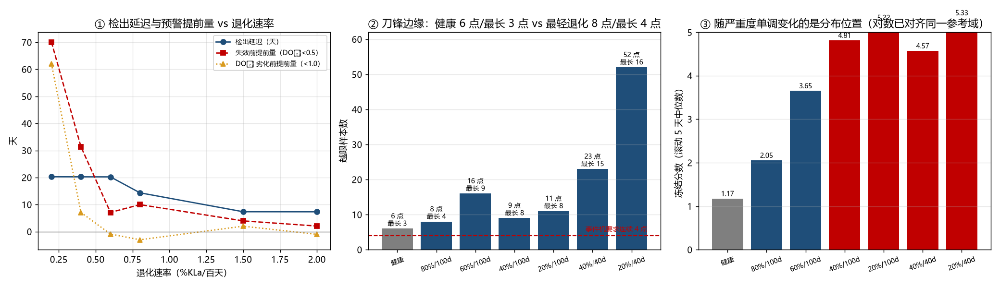 ① 检出延迟与预警提前量 vs 退化速率
70
60
50
40
30
20
10
0
天
检出延迟（天）
失效前提前量（DO₂<0.5）
DO₂ 劣化前提前量（<1.0）
0.25 0.50 0.75 1.00 1.25 1.50 1.75 2.00
退化速率（%KLa/百天）
② 刀锋边缘：健康 6 点/最长 3 点 vs 最轻退化 8 点/最长 4 点
60
50
40
30
20
10
0
越限样本数
6 点
最长 3
8 点
最长 4
16 点
最长 9
9 点
最长 8
11 点
最长 8
23 点
最长 15
52 点
最长 16
事件机要求连续 4 点
健康 80%/100d 60%/100d 40%/100d 20%/100d 40%/40d 20%/40d
③ 随严重度单调变化的是分布位置（对数已对齐同一参考域）
5
4
3
2
1
0
冻结分数（滚动 5 天中位数）
1.17
2.05
3.65
4.81
5.22
4.57
5.33
健康 80%/100d 60%/100d 40%/100d 20%/100d 40%/40d 20%/40d